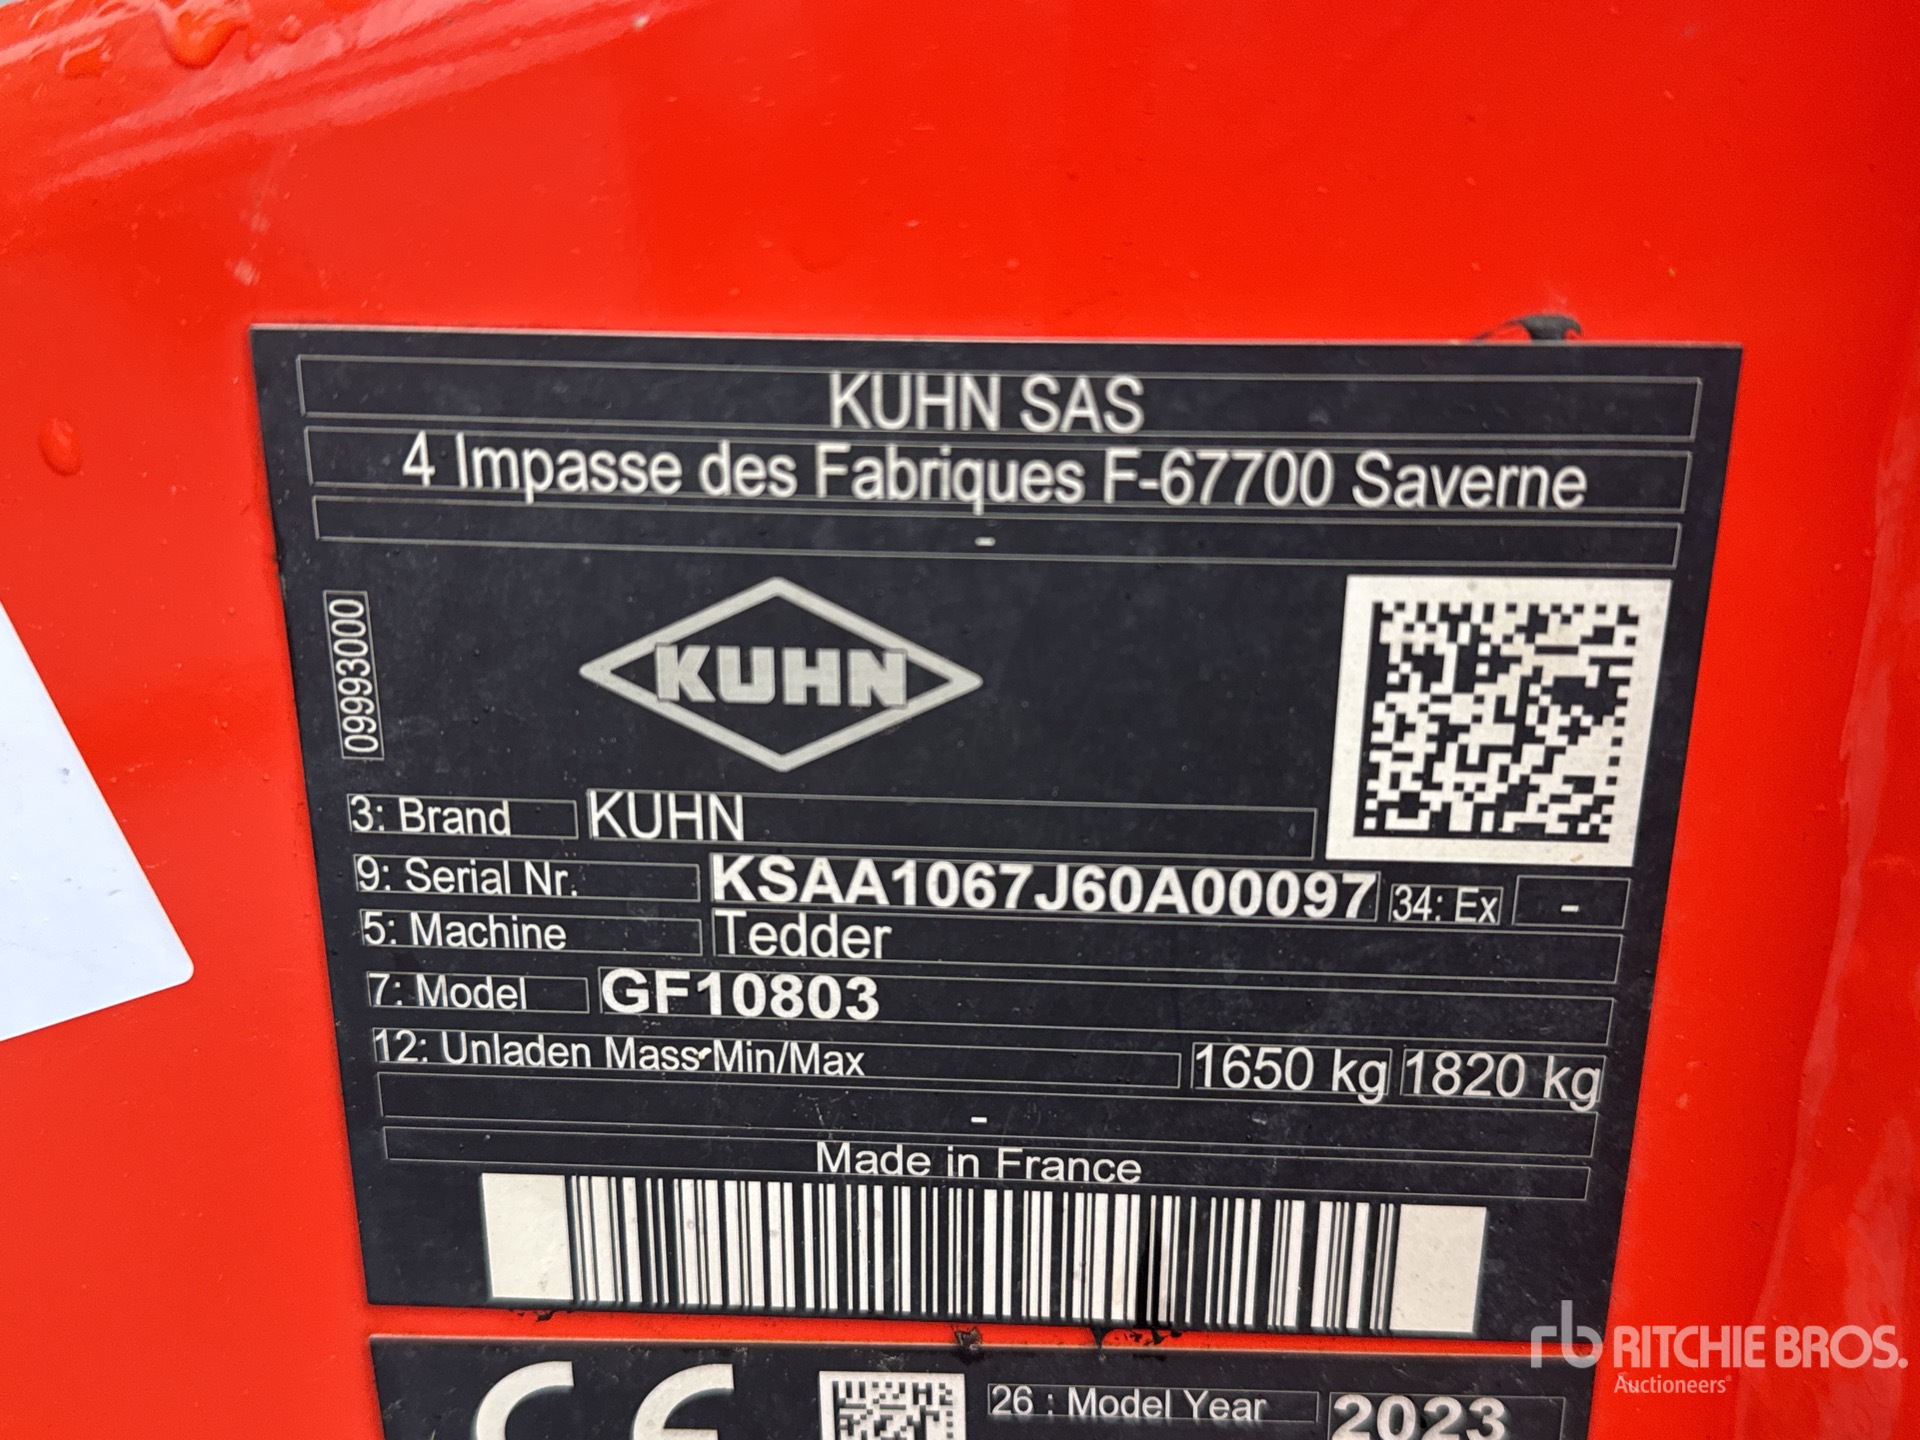 KUHN SAS
4 Impasse des Fabriques F-67700 Saverne
-
09993000
KUHN
3: Brand KUHN
9: Serial Nr. KSAA1067J60A00097 34: Ex -
5: Machine Tedder
7: Model GF10803
12: Unladen Mass Min/Max 1650 kg 1820 kg
-
Made in France
CE 26 : Model Year 2023
rb RITCHIE BROS.
Auctioneers